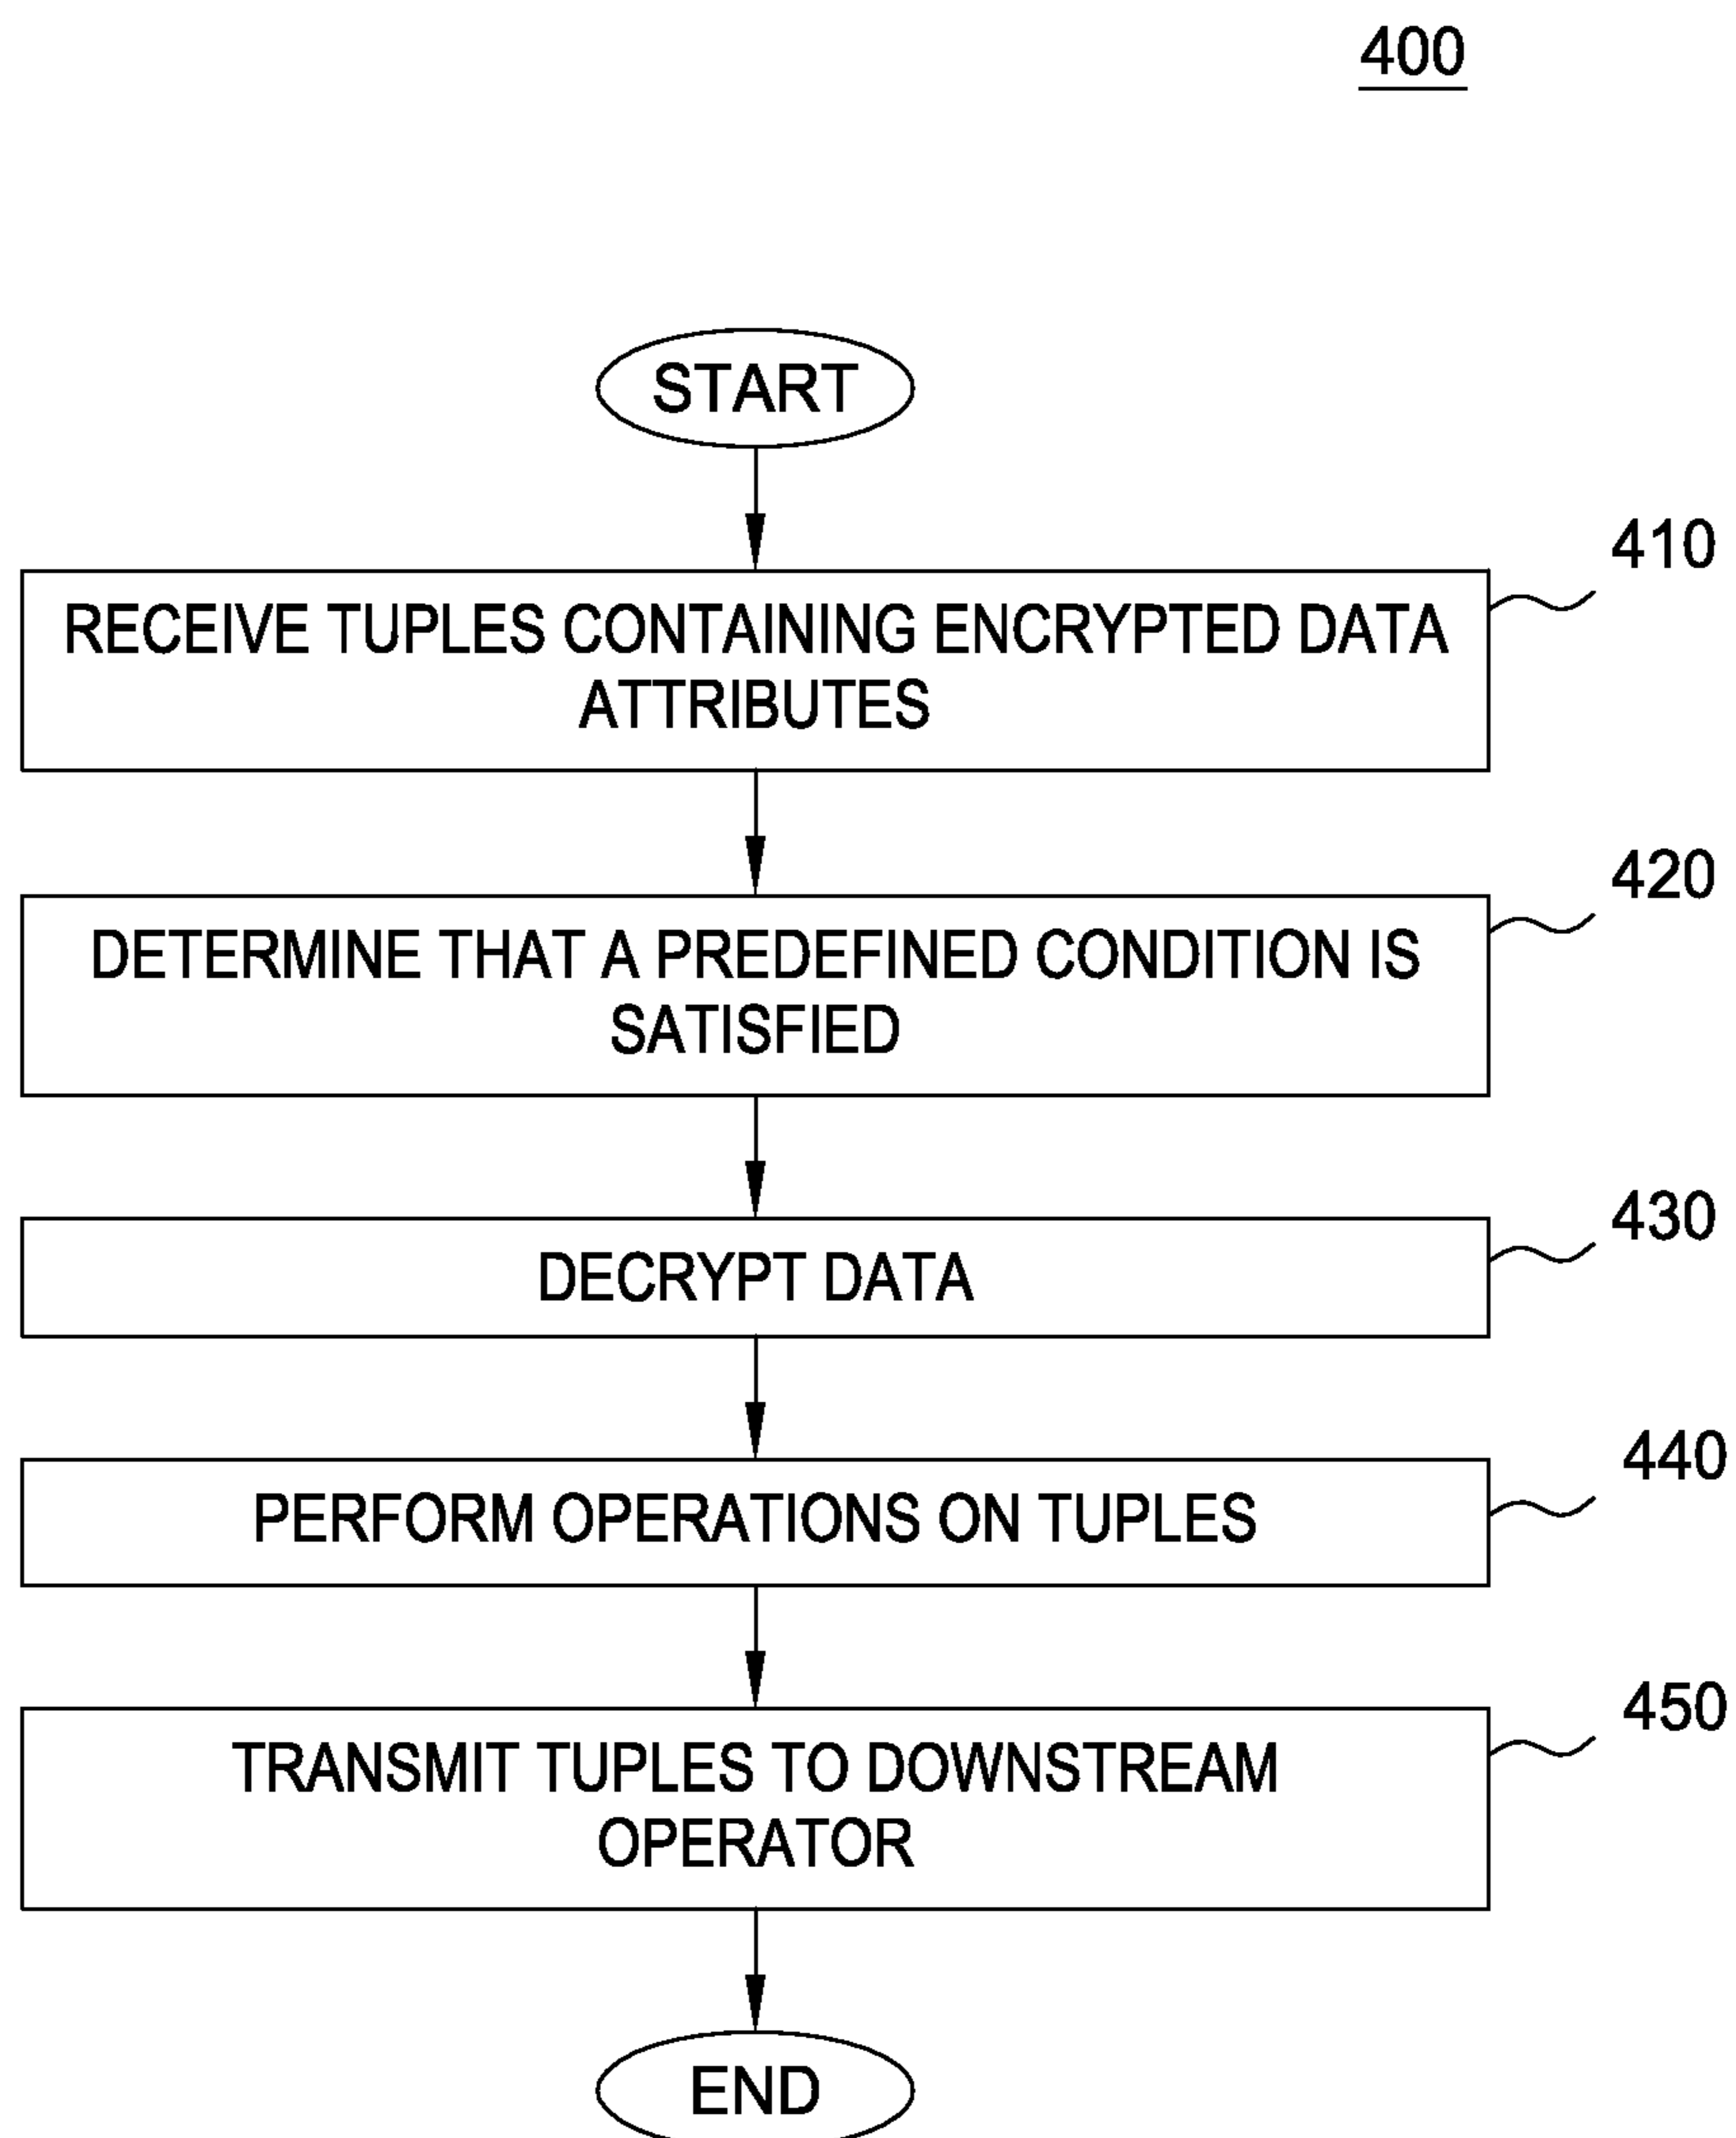 400
START
410
RECEIVE TUPLES CONTAINING ENCRYPTED DATA
ATTRIBUTES
420
DETERMINE THAT A PREDEFINED CONDITION IS
SATISFIED
430
DECRYPT DATA
440
PERFORM OPERATIONS ON TUPLES
450
TRANSMIT TUPLES TO DOWNSTREAM
OPERATOR
END